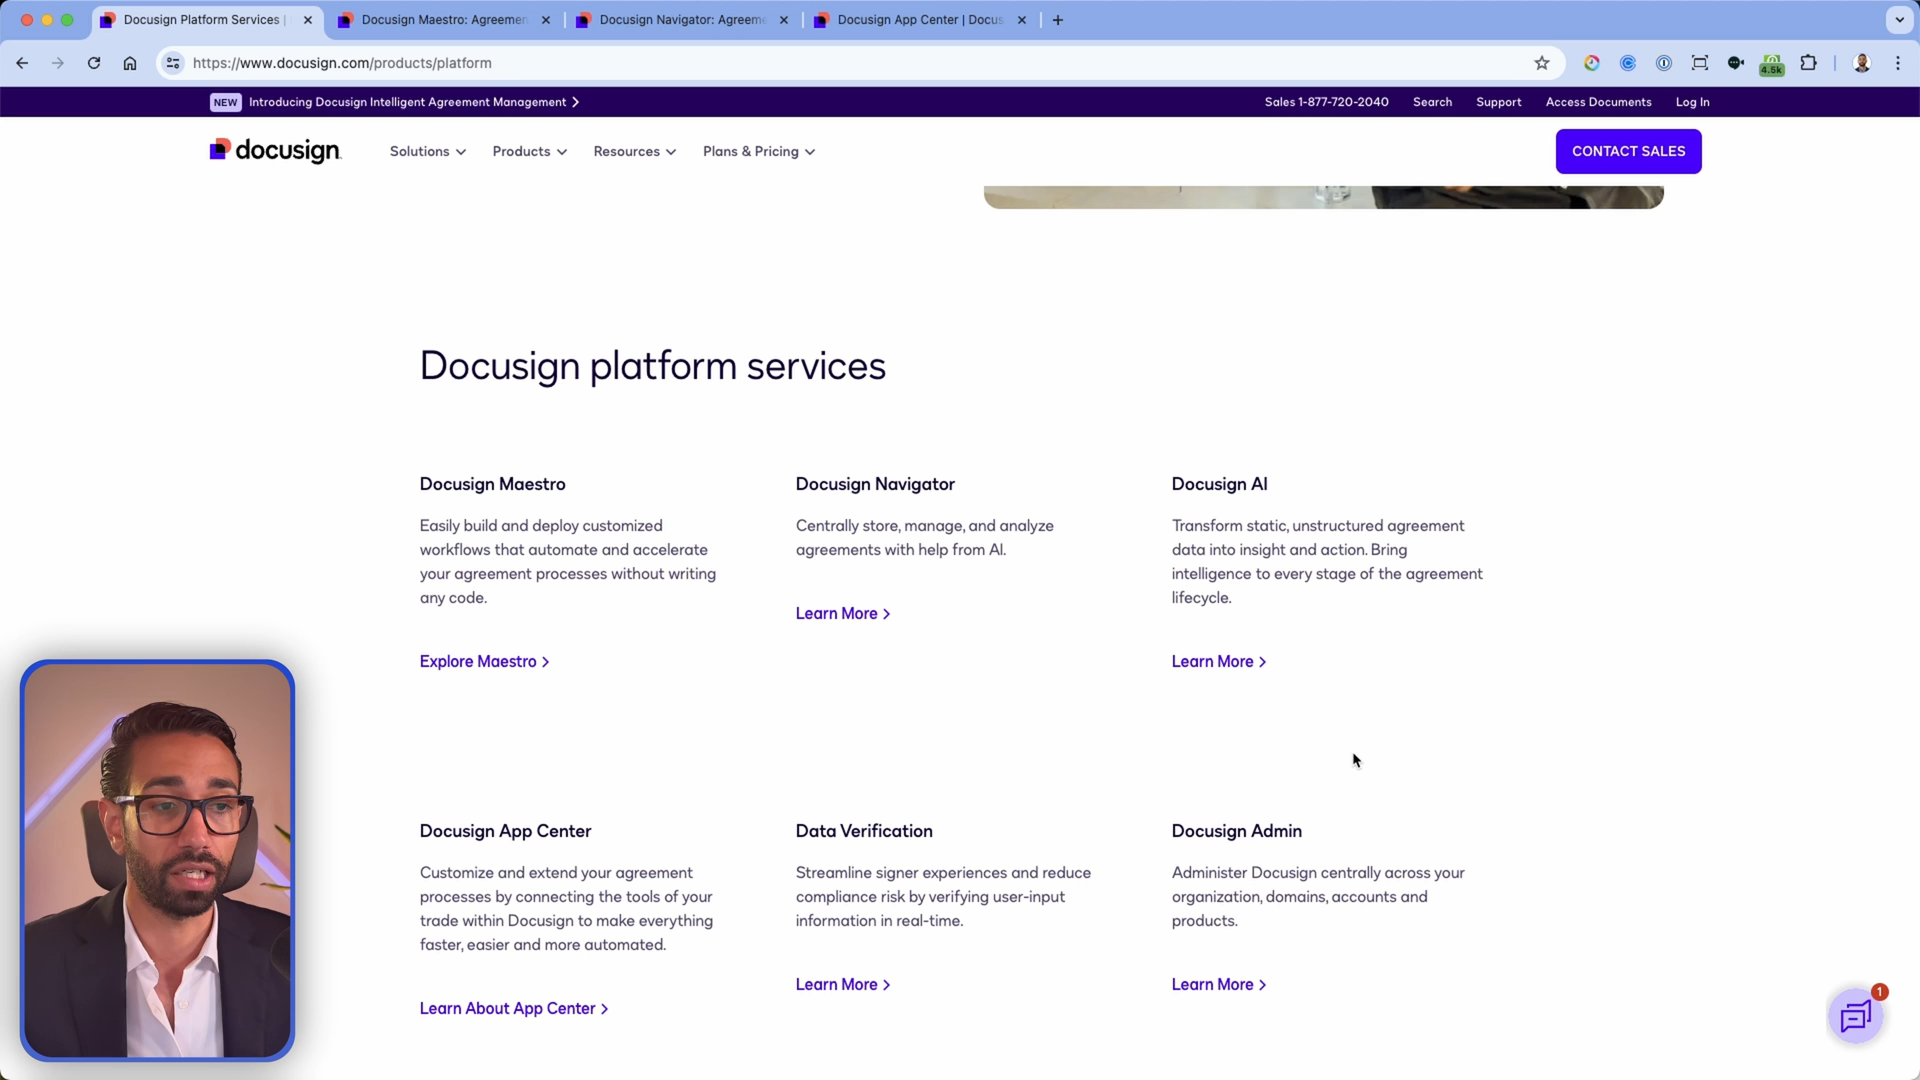 Docusign Platform Services |
Docusign Maestro: Agreemen
Docusign Navigator: Agreeme
Docusign App Center | Docus
https://www.docusign.com/products/platform
4.5k
NEW Introducing Docusign Intelligent Agreement Management
Sales 1-877-720-2040 Search Support Access Documents Log In
docusign
Solutions Products Resources Plans & Pricing
CONTACT SALES
Docusign platform services
Docusign Maestro
Easily build and deploy customized
workflows that automate and accelerate
your agreement processes without writing
any code.
Explore Maestro
Docusign Navigator
Centrally store, manage, and analyze
agreements with help from AI.
Learn More
Docusign AI
Transform static, unstructured agreement
data into insight and action. Bring
intelligence to every stage of the agreement
lifecycle.
Learn More
Docusign App Center
Customize and extend your agreement
processes by connecting the tools of your
trade within Docusign to make everything
faster, easier and more automated.
Learn About App Center
Data Verification
Streamline signer experiences and reduce
compliance risk by verifying user-input
information in real-time.
Learn More
Docusign Admin
Administer Docusign centrally across your
organization, domains, accounts and
products.
Learn More
1